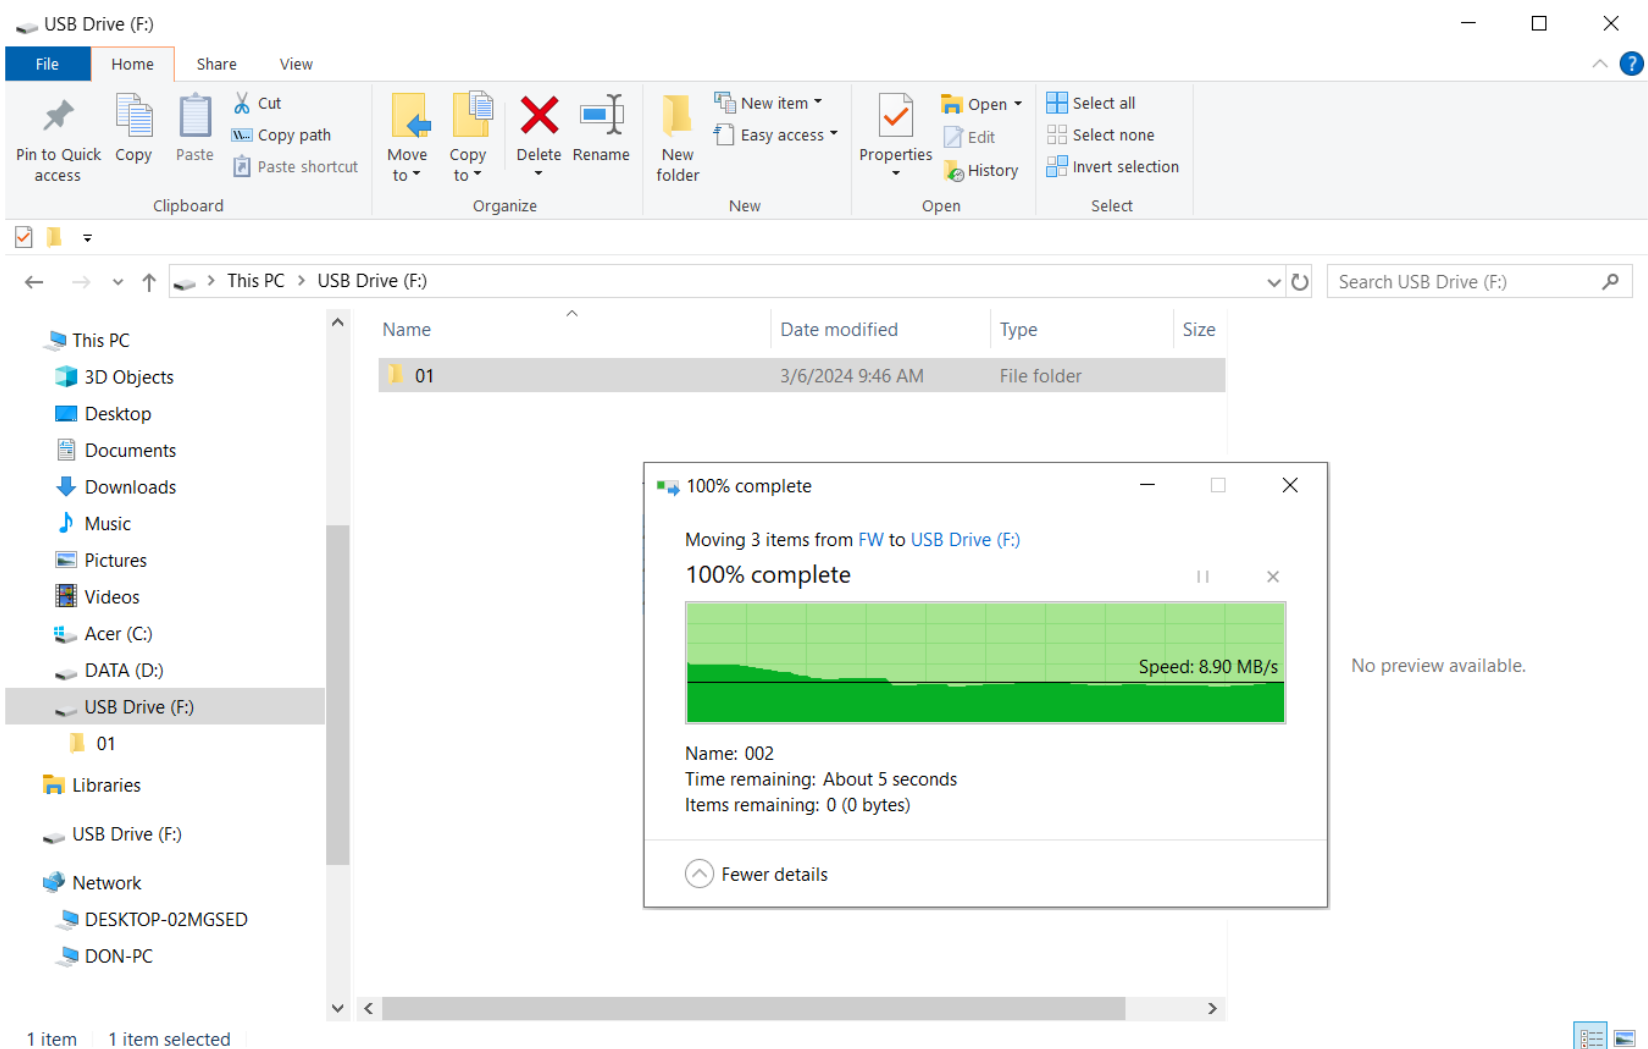 USB Drive (F:)
File Home Share View
?
Pin to Quick access
Copy
Paste
Cut
Copy path
Paste shortcut
Clipboard
Move to
Copy to
Delete
Rename
Organize
New folder
New item
Easy access
New
Properties
Open
Edit
History
Open
Select all
Select none
Invert selection
Select
This PC > USB Drive (F:)
Search USB Drive (F:)
This PC
3D Objects
Desktop
Documents
Downloads
Music
Pictures
Videos
Acer (C:)
DATA (D:)
USB Drive (F:)
01
Libraries
USB Drive (F:)
Network
DESKTOP-02MGSED
DON-PC
Name Date modified Type Size
01 3/6/2024 9:46 AM File folder
100% complete
Moving 3 items from FW to USB Drive (F:)
100% complete
Speed: 8.90 MB/s
Name: 002
Time remaining: About 5 seconds
Items remaining: 0 (0 bytes)
Fewer details
No preview available.
1 item 1 item selected